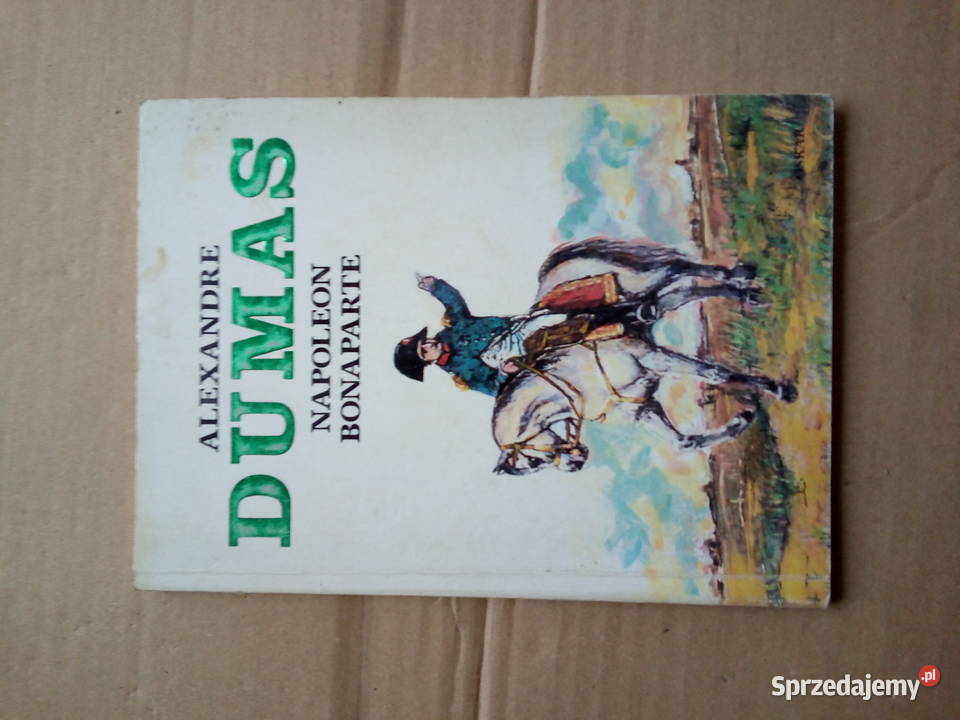 ALEXANDRE
DUMAS
NAPOLEON
BONAPARTE
Sprzedajemy.pl